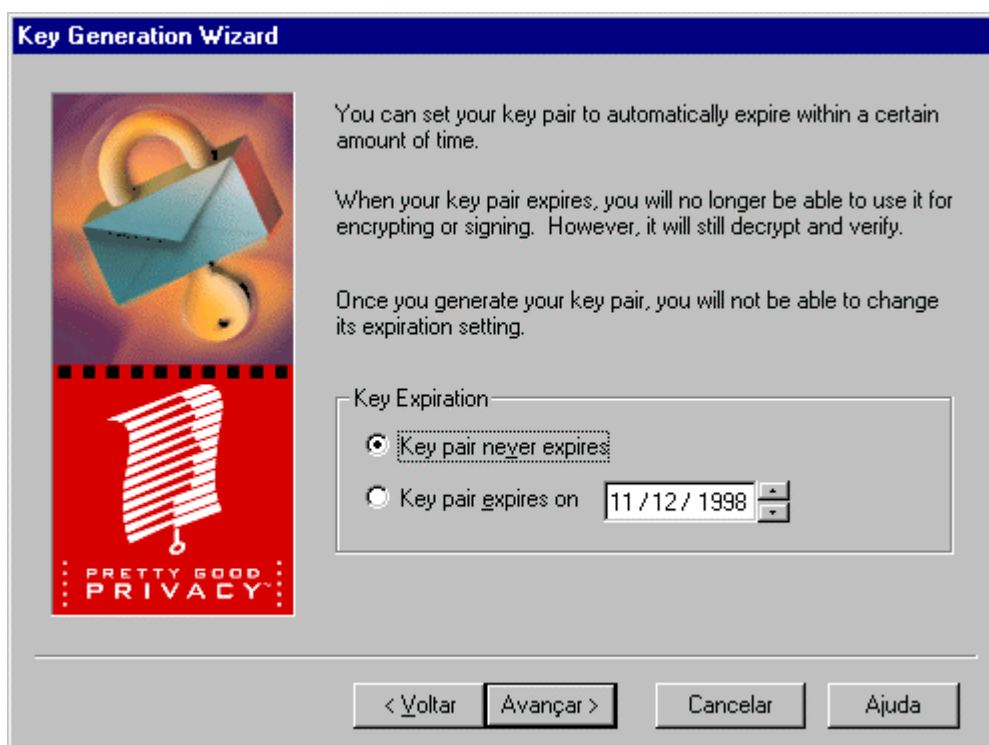 Key Generation Wizard
You can set your key pair to automatically expire within a certain
amount of time.
When your key pair expires, you will no longer be able to use it for
encrypting or signing.  However, it will still decrypt and verify.
Once you generate your key pair, you will not be able to change
its expiration setting.
Key Expiration
Key pair never expires
Key pair expires on 11/12/1998
PRETTY GOOD
PRIVACY™
< Voltar Avançar > Cancelar Ajuda